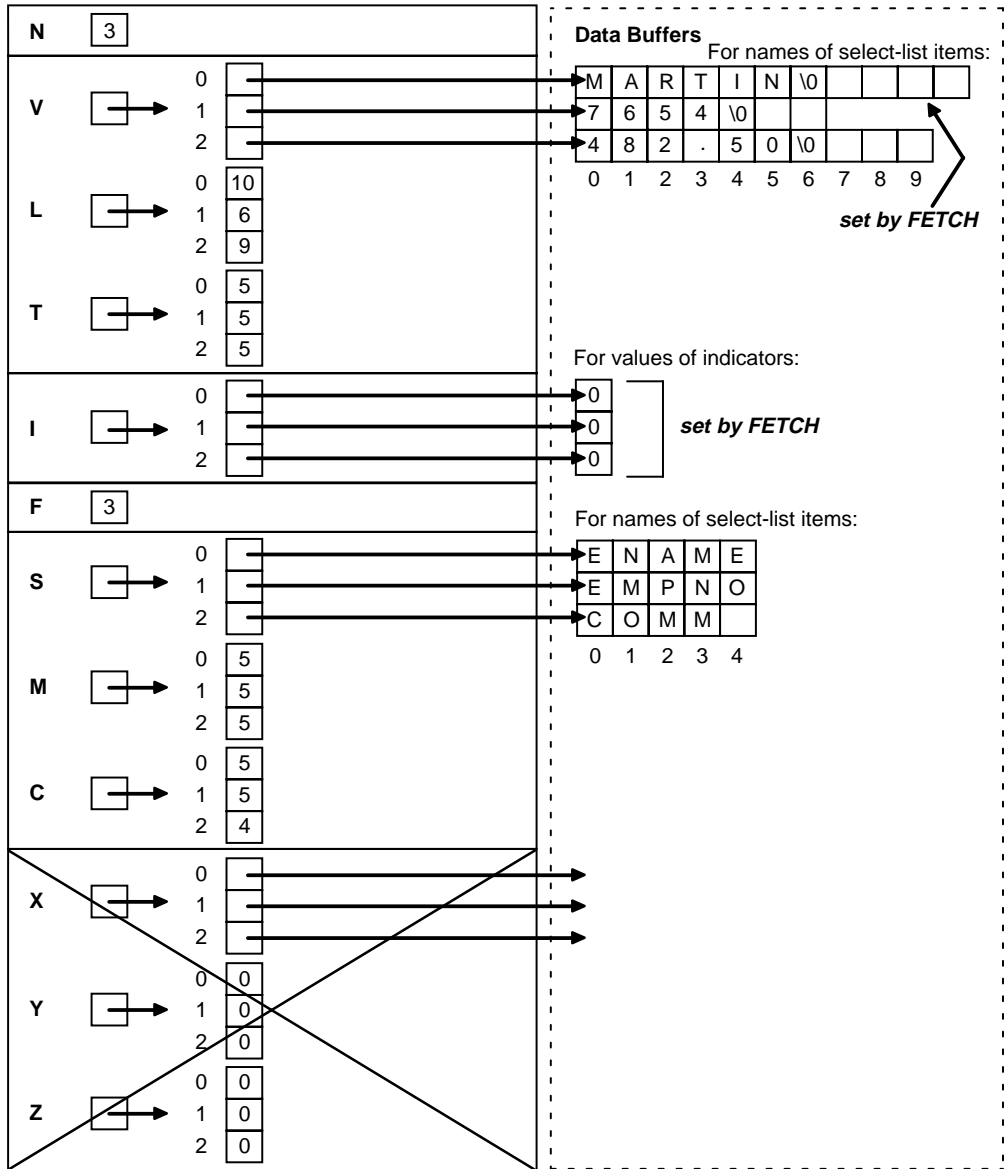 N 3
Data Buffers
For names of select-list items:
V
0 M A R T I N \0
1 7 6 5 4 \0
2 4 8 2 . 5 0 \0
0 1 2 3 4 5 6 7 8 9
set by FETCH
L
0 10
1 6
2 9
T
0 5
1 5
2 5
For values of indicators:
I
0 0
1 0
2 0
set by FETCH
F 3
For names of select-list items:
S
0 E N A M E
1 E M P N O
2 C O M M
0 1 2 3 4
M
0 5
1 5
2 5
C
0 5
1 5
2 4
X
0
1
2
Y
0 0
1 0
2 0
Z
0 0
1 0
2 0